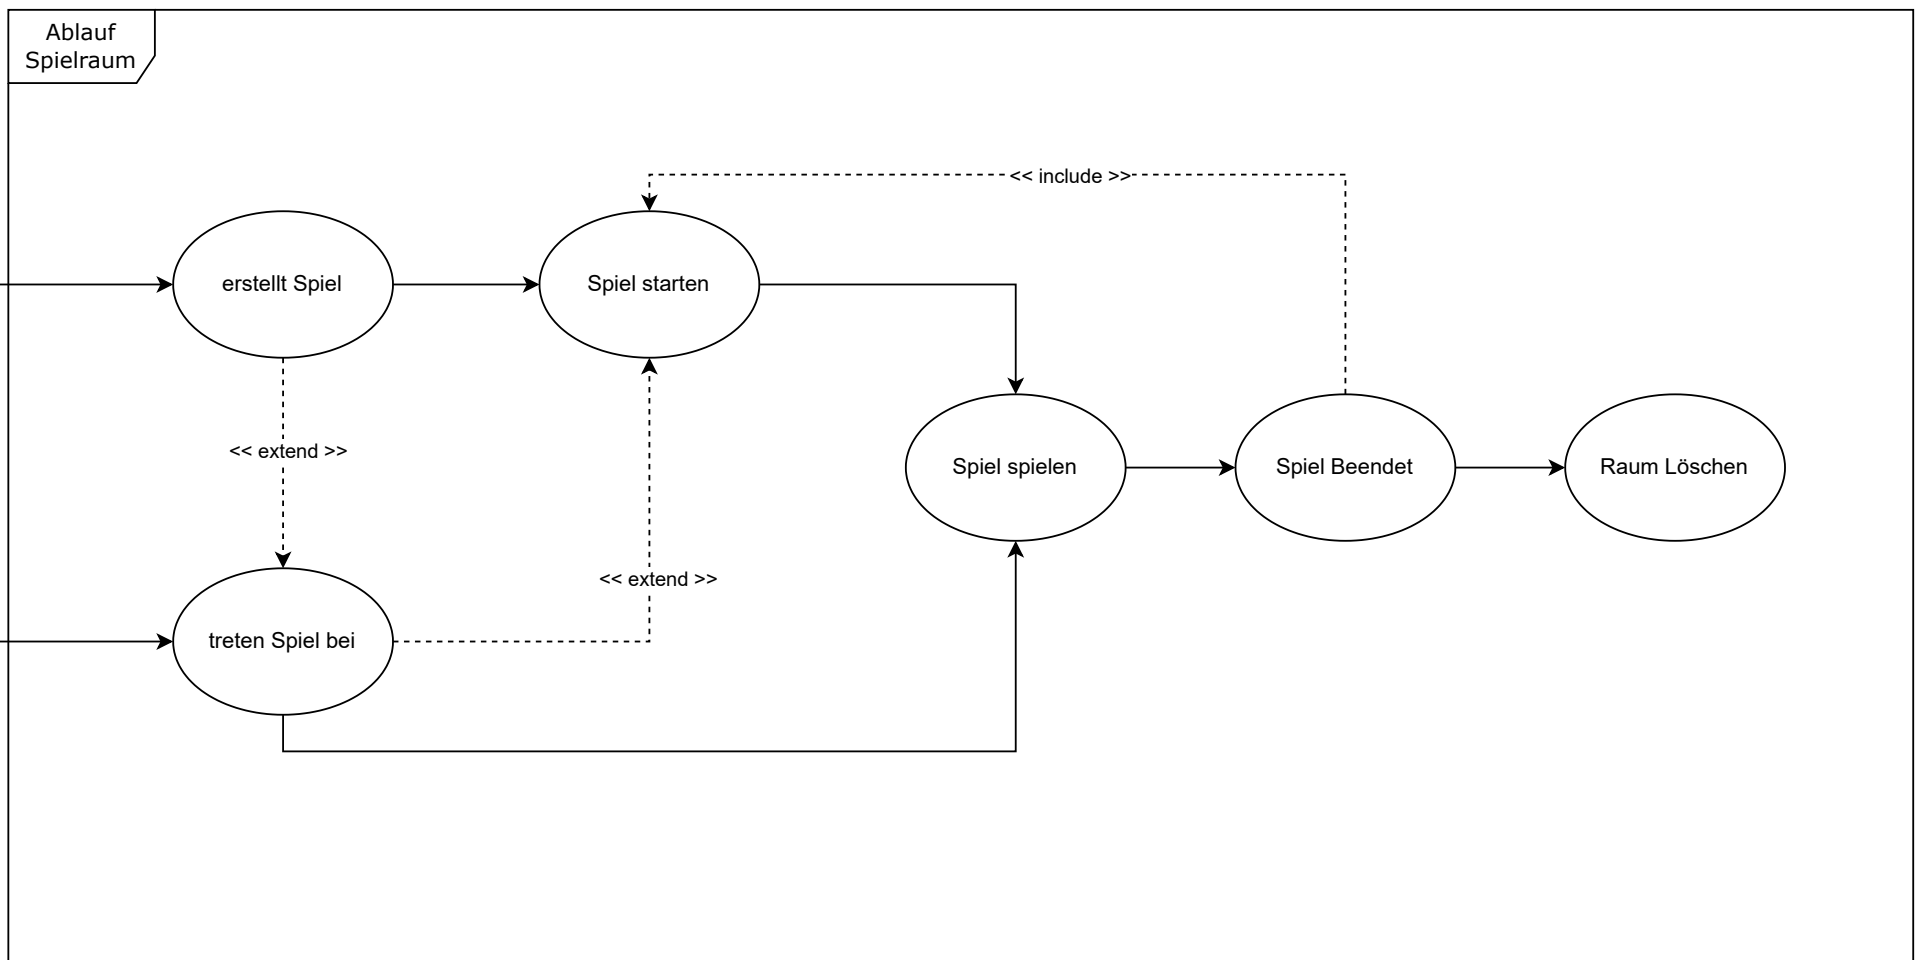 Ablauf
Spielraum
<< include >>
erstellt Spiel
Spiel starten
<< extend >>
Spiel spielen
Spiel Beendet
Raum Löschen
<< extend >>
treten Spiel bei